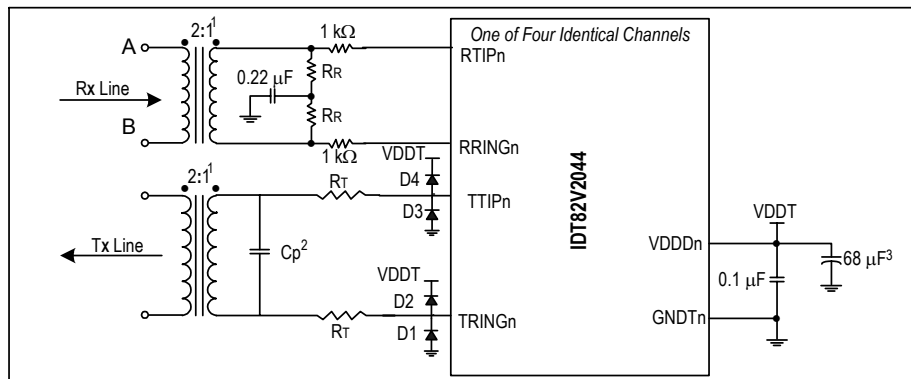 One of Four Identical Channels
2:1¹
1 kΩ
A
RTIPn
0.22 µF
RR
Rx Line
RR
B
RRINGn
1 kΩ
VDDT
2:1¹
D4
RT
TTIPn
D3
VDDT
IDT82V2044
VDDDn
Tx Line
Cp²
68 µF³
VDDT
0.1 µF
D2
GNDTn
TRINGn
RT
D1